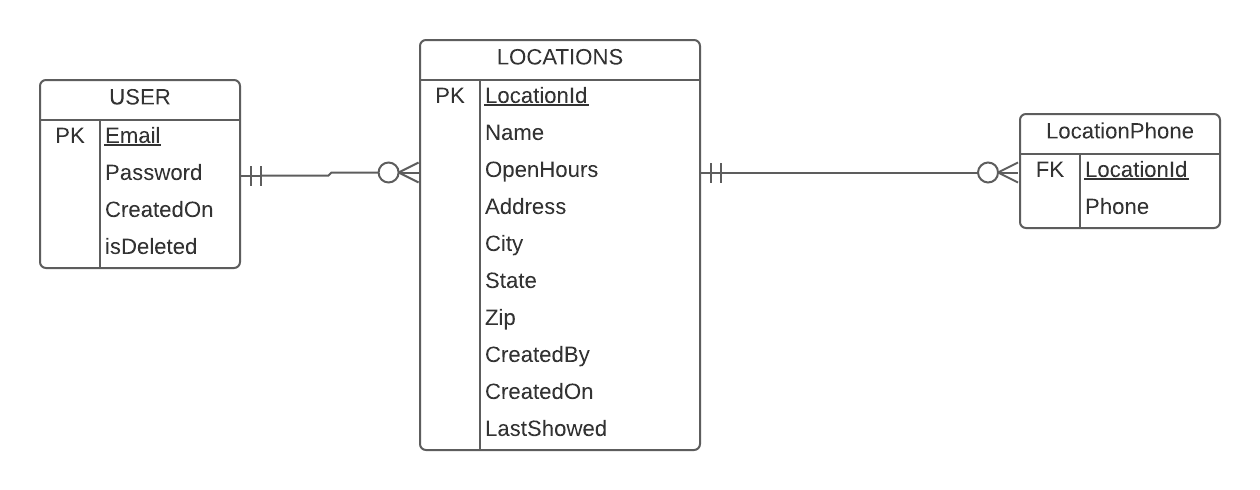 USER
PK Email
Password
CreatedOn
isDeleted
LOCATIONS
PK LocationId
Name
OpenHours
Address
City
State
Zip
CreatedBy
CreatedOn
LastShowed
LocationPhone
FK LocationId
Phone